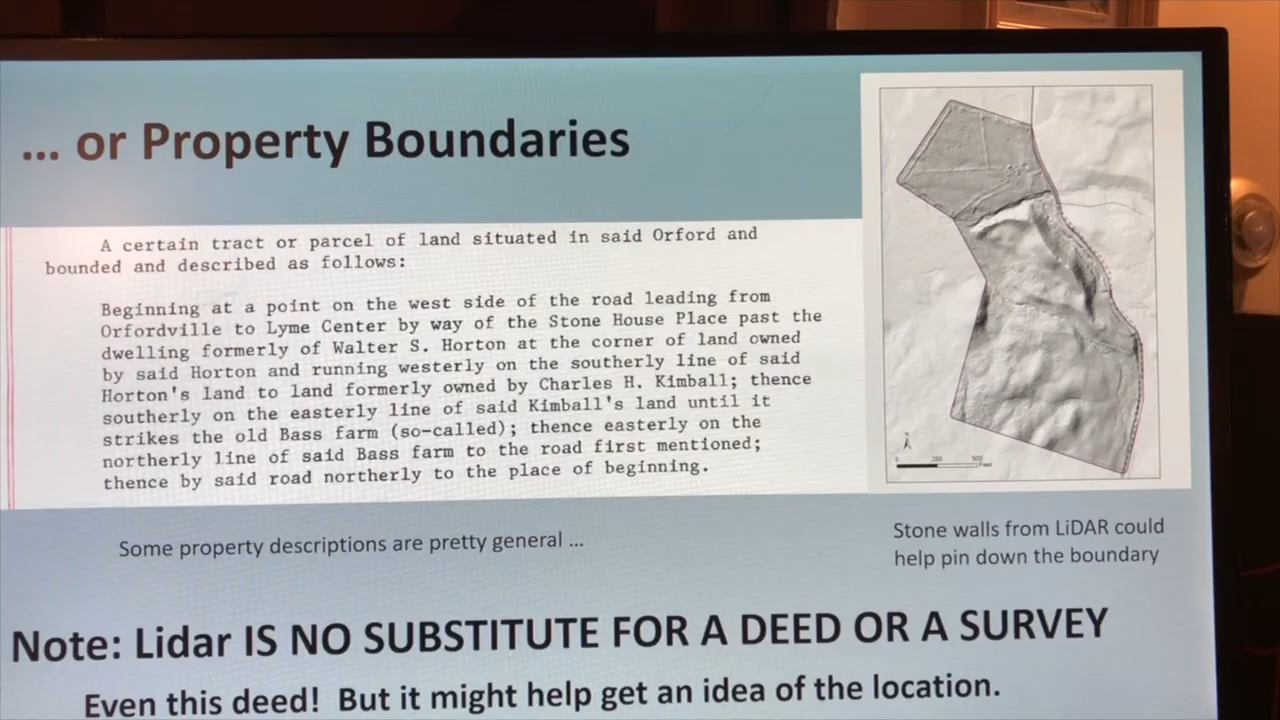 ... or Property Boundaries
A certain tract or parcel of land situated in said Orford and
bounded and described as follows:
Beginning at a point on the west side of the road leading from
Orfordville to Lyme Center by way of the Stone House Place past the
dwelling formerly of Walter S. Horton at the corner of land owned
by said Horton and running westerly on the southerly line of said
Horton's land to land formerly owned by Charles H. Kimball; thence
southerly on the easterly line of said Kimball's land until it
strikes the old Bass farm (so-called); thence easterly on the
northerly line of said Bass farm to the road first mentioned;
thence by said road northerly to the place of beginning.
0 250 500
Feet
Some property descriptions are pretty general ...
Stone walls from LiDAR could
help pin down the boundary
Note: Lidar IS NO SUBSTITUTE FOR A DEED OR A SURVEY
Even this deed! But it might help get an idea of the location.